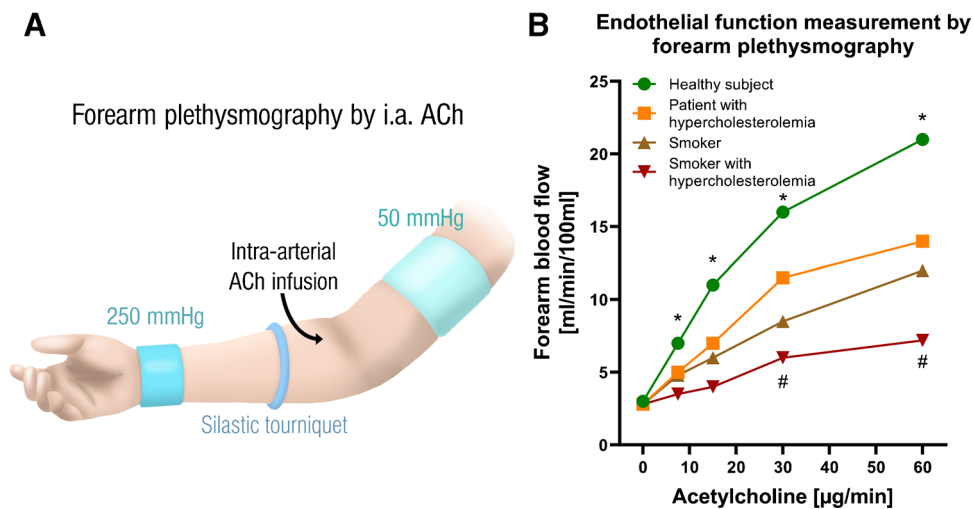 A
Forearm plethysmography by i.a. ACh
50 mmHg
Intra-arterial
ACh infusion
250 mmHg
Silastic tourniquet
B
Endothelial function measurement by
forearm plethysmography
Healthy subject
Patient with
hypercholesterolemia
Smoker
Smoker with
hypercholesterolemia
Forearm blood flow
[ml/min/100ml]
25
20
15
10
5
0
*
*
*
*
#
#
0 10 20 30 40 50 60
Acetylcholine [µg/min]